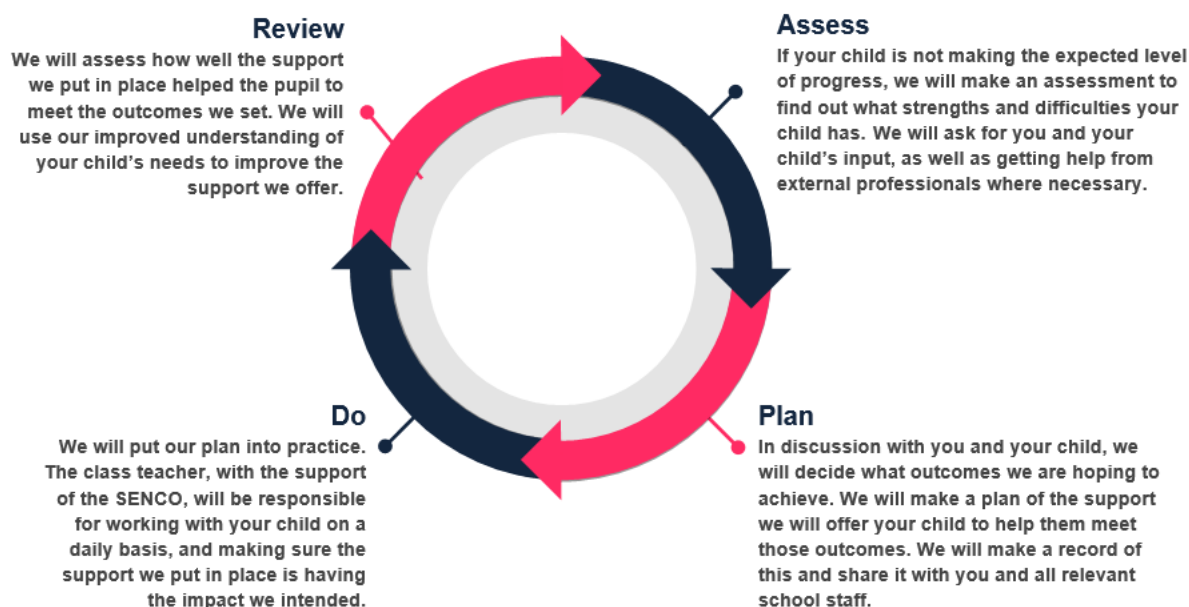 Review
We will assess how well the support
we put in place helped the pupil to
meet the outcomes we set. We will
use our improved understanding of
your child's needs to improve the
support we offer.
Assess
If your child is not making the expected level
of progress, we will make an assessment to
find out what strengths and difficulties your
child has. We will ask for you and your
child's input, as well as getting help from
external professionals where necessary.
Do
We will put our plan into practice.
The class teacher, with the support
of the SENCO, will be responsible
for working with your child on a
daily basis, and making sure the
support we put in place is having
the impact we intended.
Plan
In discussion with you and your child, we
will decide what outcomes we are hoping to
achieve. We will make a plan of the support
we will offer your child to help them meet
those outcomes. We will make a record of
this and share it with you and all relevant
school staff.